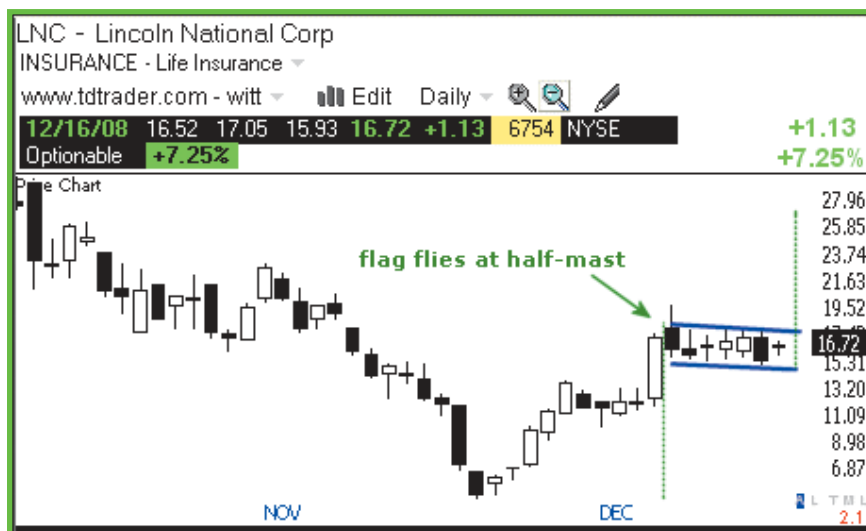 LNC - Lincoln National Corp
INSURANCE - Life Insurance
www.tdtrader.com - witt Edit Daily
12/16/08 16.52 17.05 15.93 16.72 +1.13 6754 NYSE +1.13
Optionable +7.25% +7.25%
Price Chart
27.96
25.85
flag flies at half-mast
23.74
21.63
19.52
16.72
15.31
13.20
11.09
8.98
6.87
A L T M L
NOV DEC
2.1